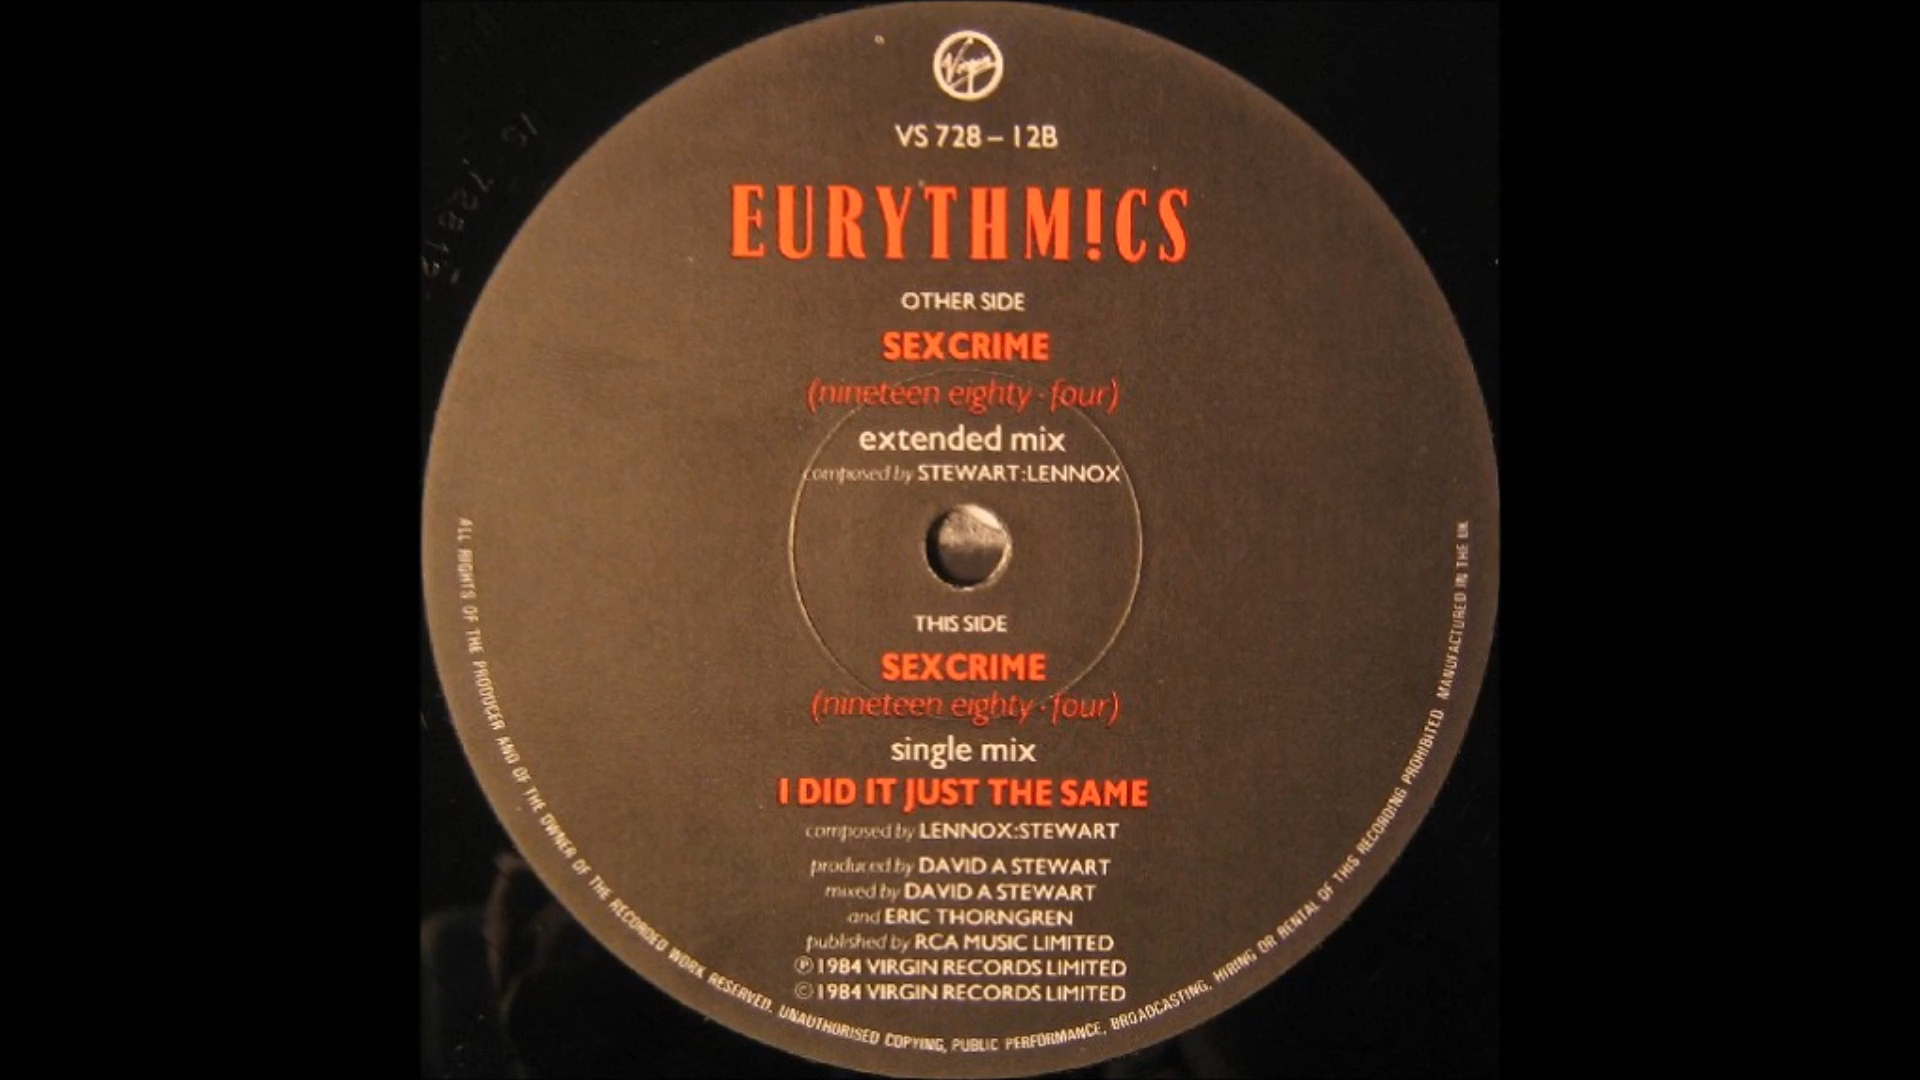 Virgin
VS 728 – 12B
EURYTHM!CS
OTHER SIDE
SEXCRIME
(nineteen eighty · four)
extended mix
composed by STEWART:LENNOX
THIS SIDE
SEXCRIME
(nineteen eighty · four)
single mix
I DID IT JUST THE SAME
composed by LENNOX:STEWART
produced by DAVID A STEWART
mixed by DAVID A STEWART
and ERIC THORNGREN
published by RCA MUSIC LIMITED
℗ 1984 VIRGIN RECORDS LIMITED
© 1984 VIRGIN RECORDS LIMITED
ALL RIGHTS OF THE PRODUCER AND OF THE OWNER OF THE RECORDED WORK RESERVED. UNAUTHORISED COPYING, PUBLIC PERFORMANCE, BROADCASTING, HIRING OR RENTAL OF THIS RECORDING PROHIBITED. MANUFACTURED IN THE UK